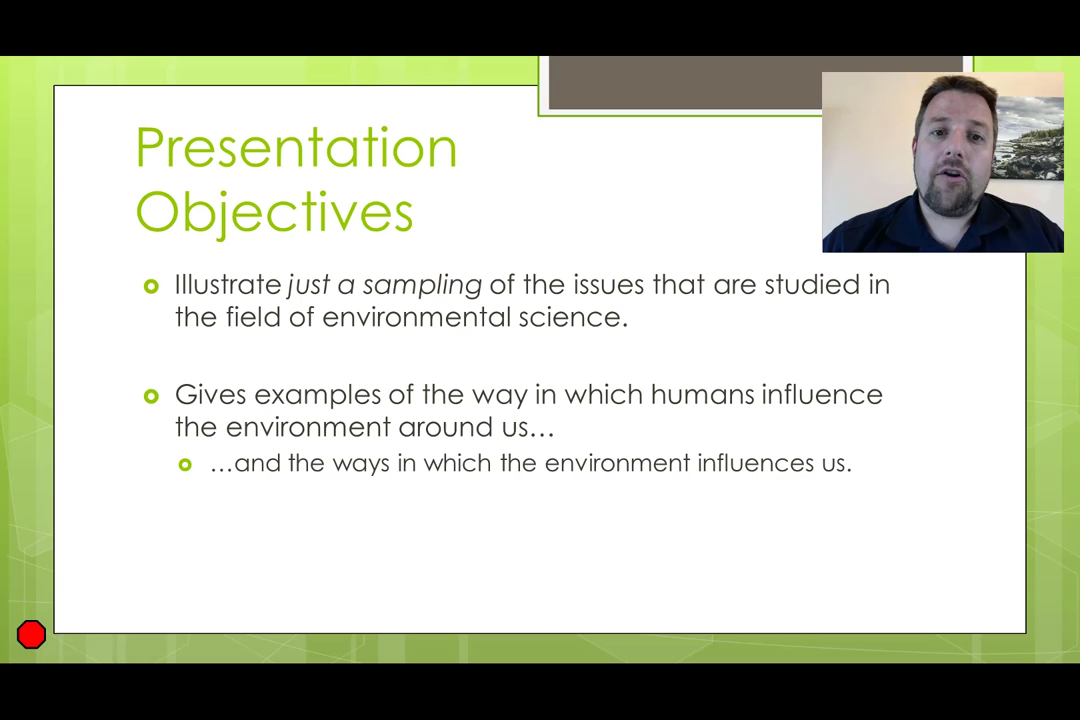 Presentation
Objectives
Illustrate just a sampling of the issues that are studied in
the field of environmental science.
Gives examples of the way in which humans influence
the environment around us…
…and the ways in which the environment influences us.